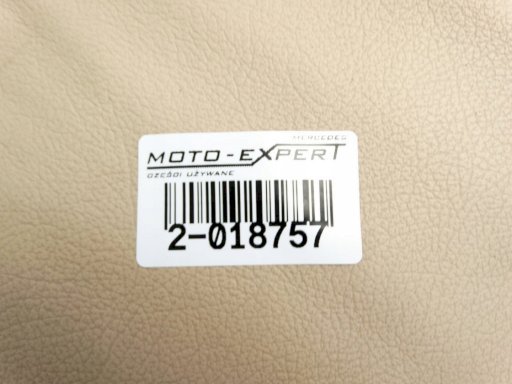 MERCEDES
MOTO-EXPERT
CZĘŚCI UŻYWANE
2-018757